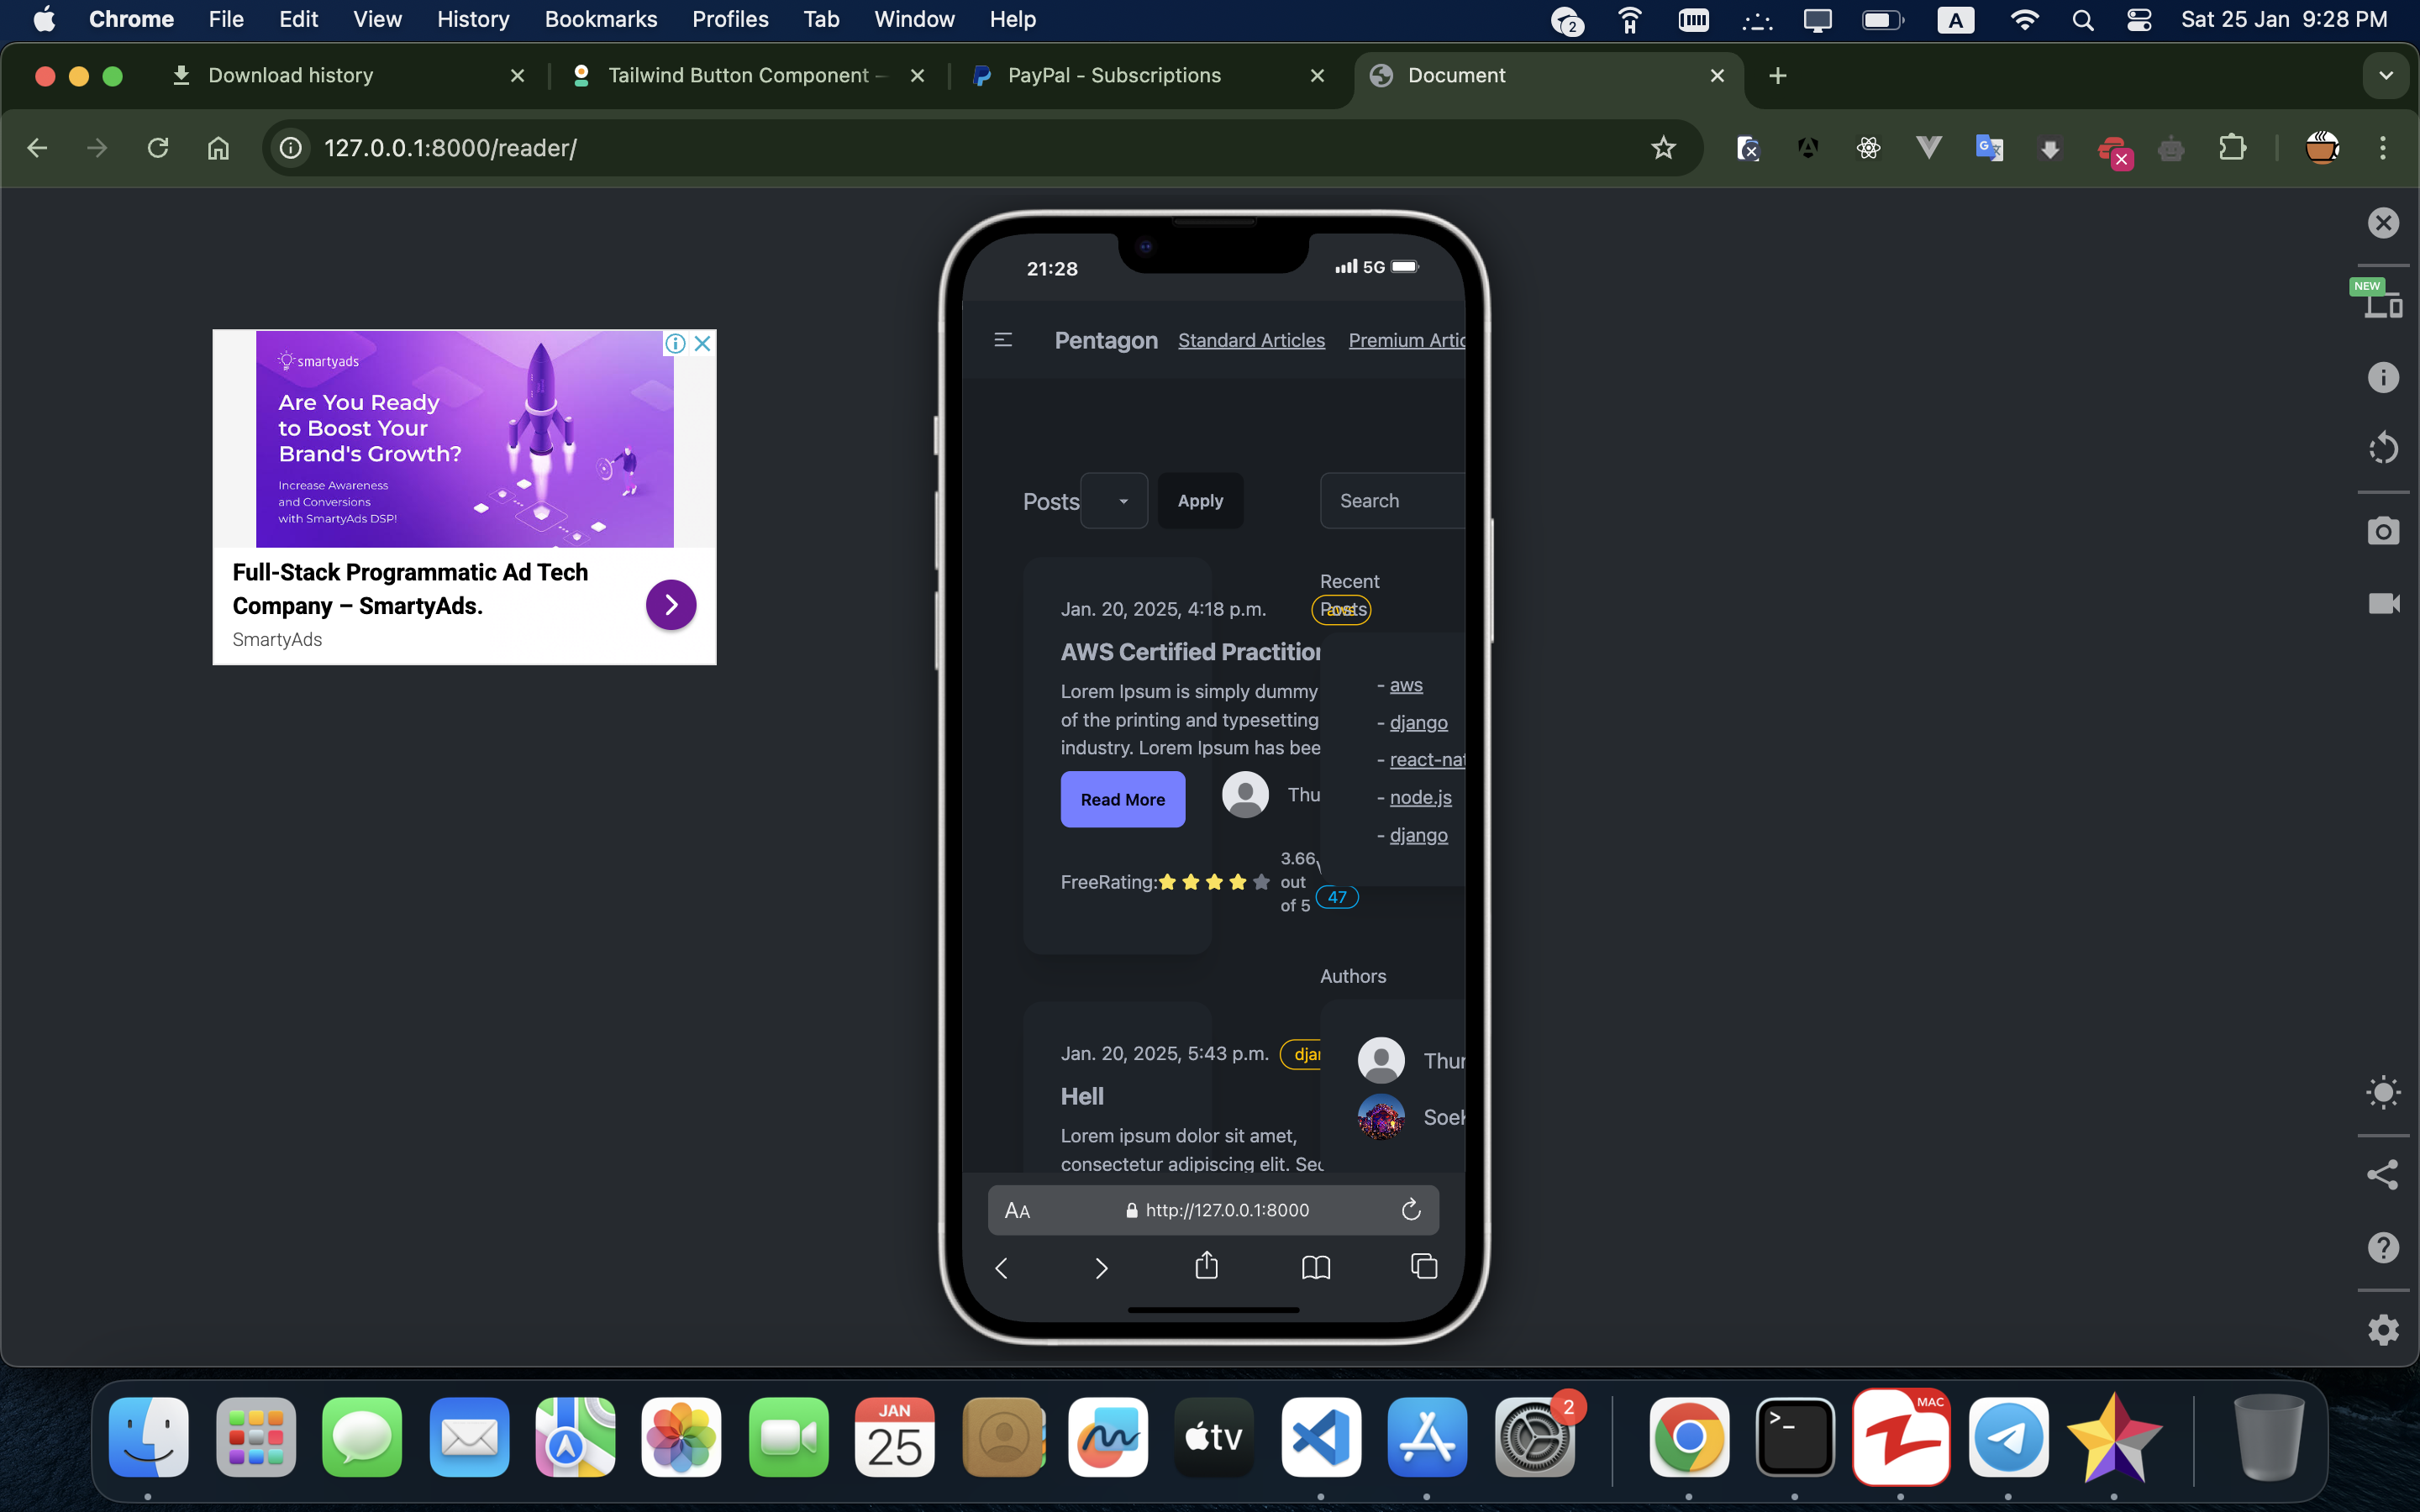 Chrome File Edit View History Bookmarks Profiles Tab Window Help
2 A Sat 25 Jan 9:28 PM
Download history
Tailwind Button Component –
PayPal - Subscriptions
Document
127.0.0.1:8000/reader/
NEW
smartyads
Are You Ready
to Boost Your
Brand's Growth?
Increase Awareness
and Conversions
with SmartyAds DSP!
Full-Stack Programmatic Ad Tech
Company – SmartyAds.
SmartyAds
21:28 5G
Pentagon Standard Articles Premium Artic
Posts Apply Search
Recent
Posts
aws
Jan. 20, 2025, 4:18 p.m.
AWS Certified Practition
Lorem Ipsum is simply dummy
of the printing and typesetting
industry. Lorem Ipsum has bee
Read More Thu
FreeRating: 3.66
out
of 5
47
- aws
- django
- react-nat
- node.js
- django
Authors
Thur
Soek
Jan. 20, 2025, 5:43 p.m. djan
Hell
Lorem ipsum dolor sit amet,
consectetur adipiscing elit. Sed
AA http://127.0.0.1:8000
JAN
25
tv
2
MAC